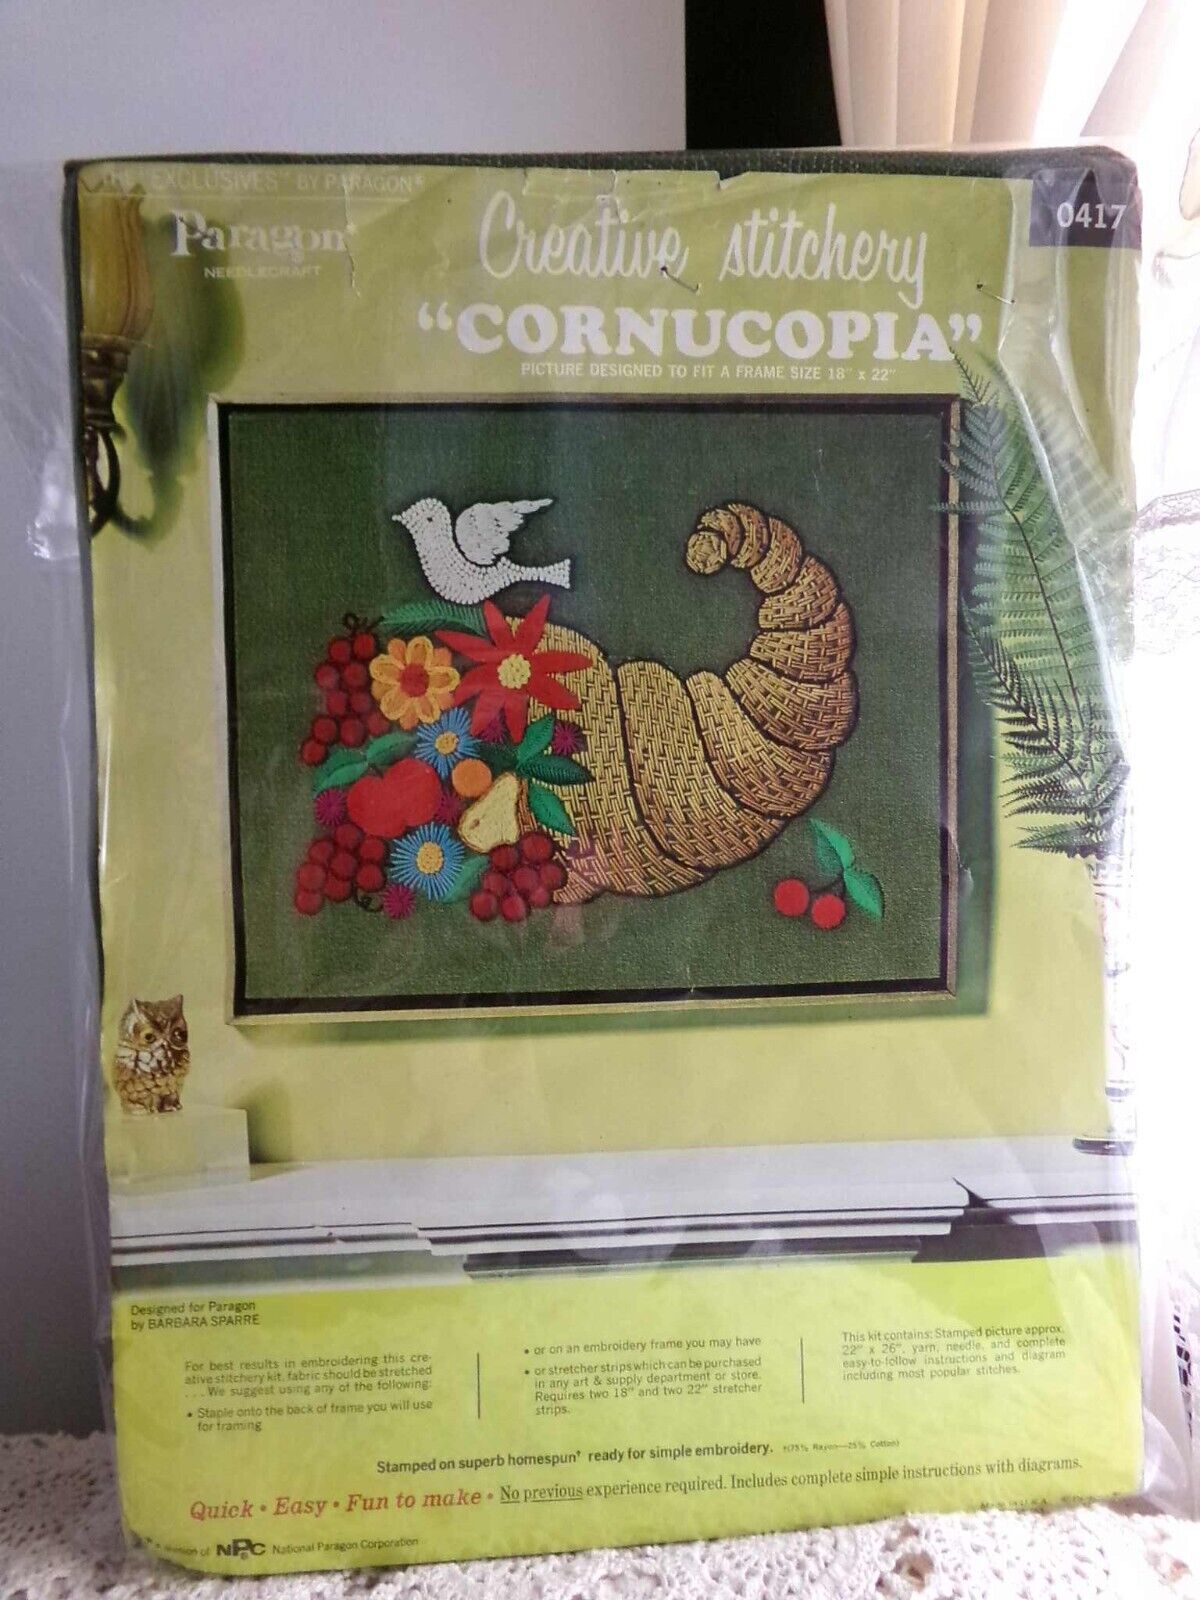 EXCLUSIVES" BY PARAGON®
Paragon®
NEEDLECRAFT
Creative stitchery
0417
"CORNUCOPIA"
PICTURE DESIGNED TO FIT A FRAME SIZE 18" x 22"
Designed for Paragon
by BARBARA SPARRE
For best results in embroidering this cre-
ative stitchery kit, fabric should be stretched
. . . We suggest using any of the following:
• Staple onto the back of frame you will use
for framing
• or on an embroidery frame you may have
• or stretcher strips which can be purchased
in any art & supply department or store.
Requires two 18" and two 22" stretcher
strips.
This kit contains: Stamped picture approx.
22" x 26", yarn, needle, and complete
easy-to-follow instructions and diagram
including most popular stitches.
Stamped on superb homespun† ready for simple embroidery. †(75% Rayon—25% Cotton)
Quick • Easy • Fun to make • No previous experience required. Includes complete simple instructions with diagrams.
division of NPC National Paragon Corporation